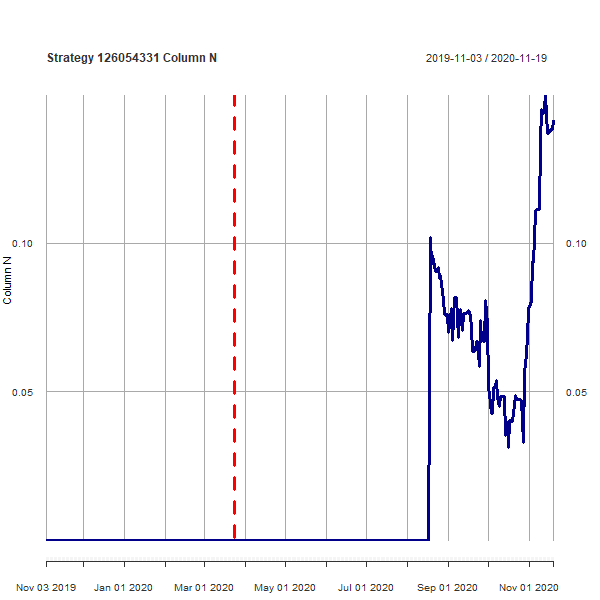 Strategy 126054331 Column N
2019-11-03 / 2020-11-19
0.10
0.10
Column N
0.05
0.05
Nov 03 2019
Jan 01 2020
Mar 01 2020
May 01 2020
Jul 01 2020
Sep 01 2020
Nov 01 2020